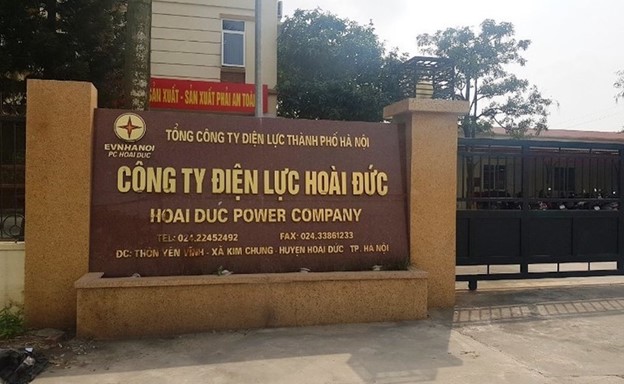 ẢN XUẤT - SẢN XUẤT PHẢI AN TOÀN
EVNHANOI
PC HOAI DUC
TỔNG CÔNG TY ĐIỆN LỰC THÀNH PHỐ HÀ NỘI
CÔNG TY ĐIỆN LỰC HOÀI ĐỨC
HOAI DUC POWER COMPANY
TEL: 024.22452492 FAX: 024.33861233
ĐC: THÔN YÊN VĨNH - XÃ KIM CHUNG - HUYỆN HOÀI ĐỨC TP. HÀ NỘI